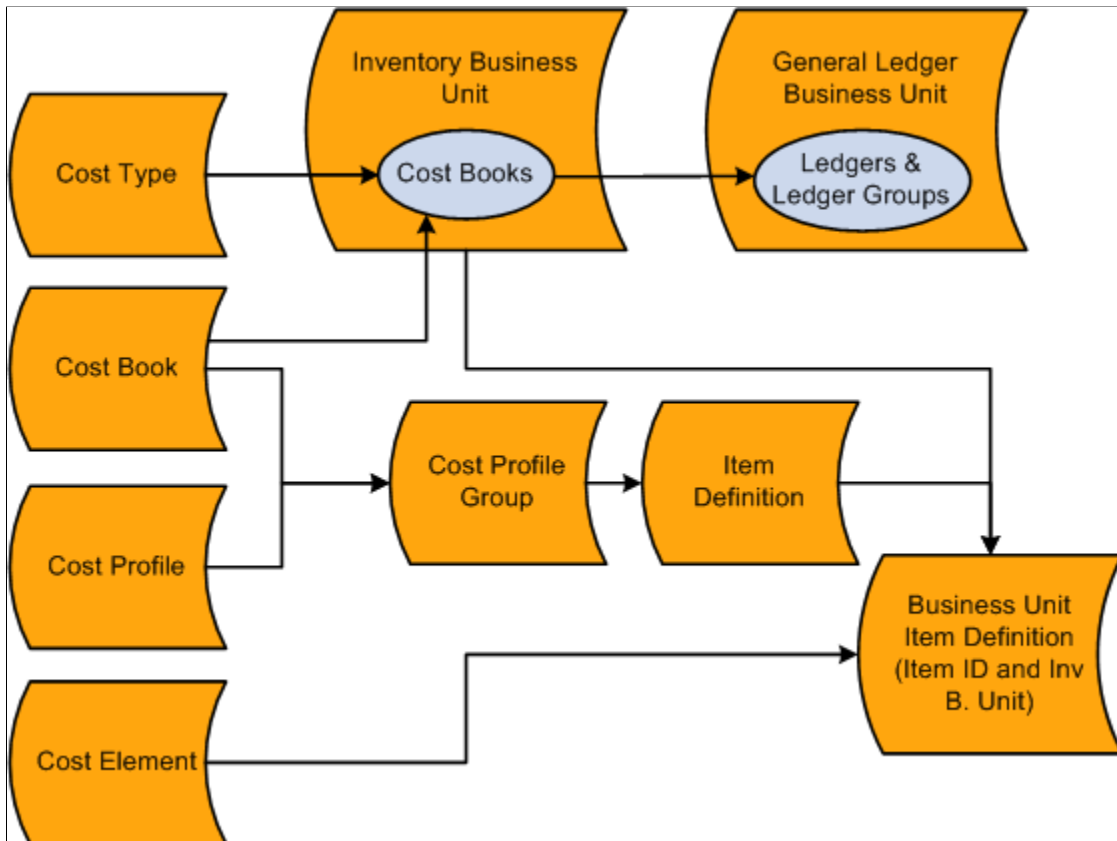 Inventory Business
Unit
Cost Books
General Ledger
Business Unit
Ledgers &
Ledger Groups
Cost Type
Cost Book
Cost Profile
Group
Item
Definition
Cost Profile
Business Unit
Item Definition
(Item ID and Inv
B. Unit)
Cost Element